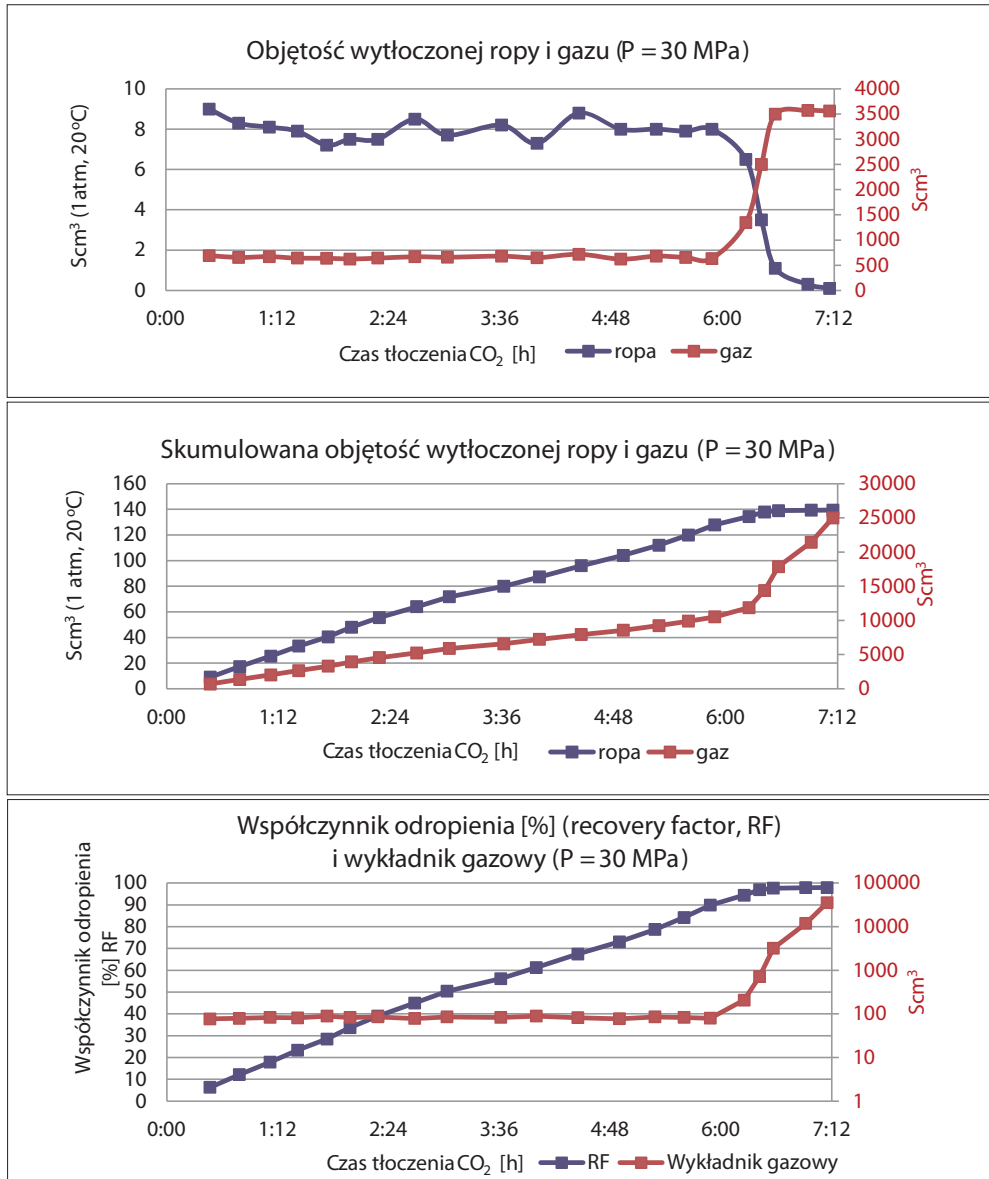 Objętość wytłoczonej ropy i gazu (P = 30 MPa)
Scm³ (1atm, 20°C)
10
8
6
4
2
0
4000
3500
3000
2500
2000
1500
1000
500
0
Scm³
0:00 1:12 2:24 3:36 4:48 6:00 7:12
Czas tłoczenia CO₂ [h] ropa gaz
Skumulowana objętość wytłoczonej ropy i gazu (P = 30 MPa)
Scm³ (1 atm, 20°C)
160
140
120
100
80
60
40
20
0
30000
25000
20000
15000
10000
5000
0
Scm³
0:00 1:12 2:24 3:36 4:48 6:00 7:12
Czas tłoczenia CO₂ [h] ropa gaz
Współczynnik odropienia [%] (recovery factor, RF)
i wykładnik gazowy (P = 30 MPa)
Współczynnik odropienia
[%] RF
100
90
80
70
60
50
40
30
20
10
0
100000
10000
1000
100
10
1
Scm³
0:00 1:12 2:24 3:36 4:48 6:00 7:12
Czas tłoczenia CO₂ [h] RF Wykładnik gazowy